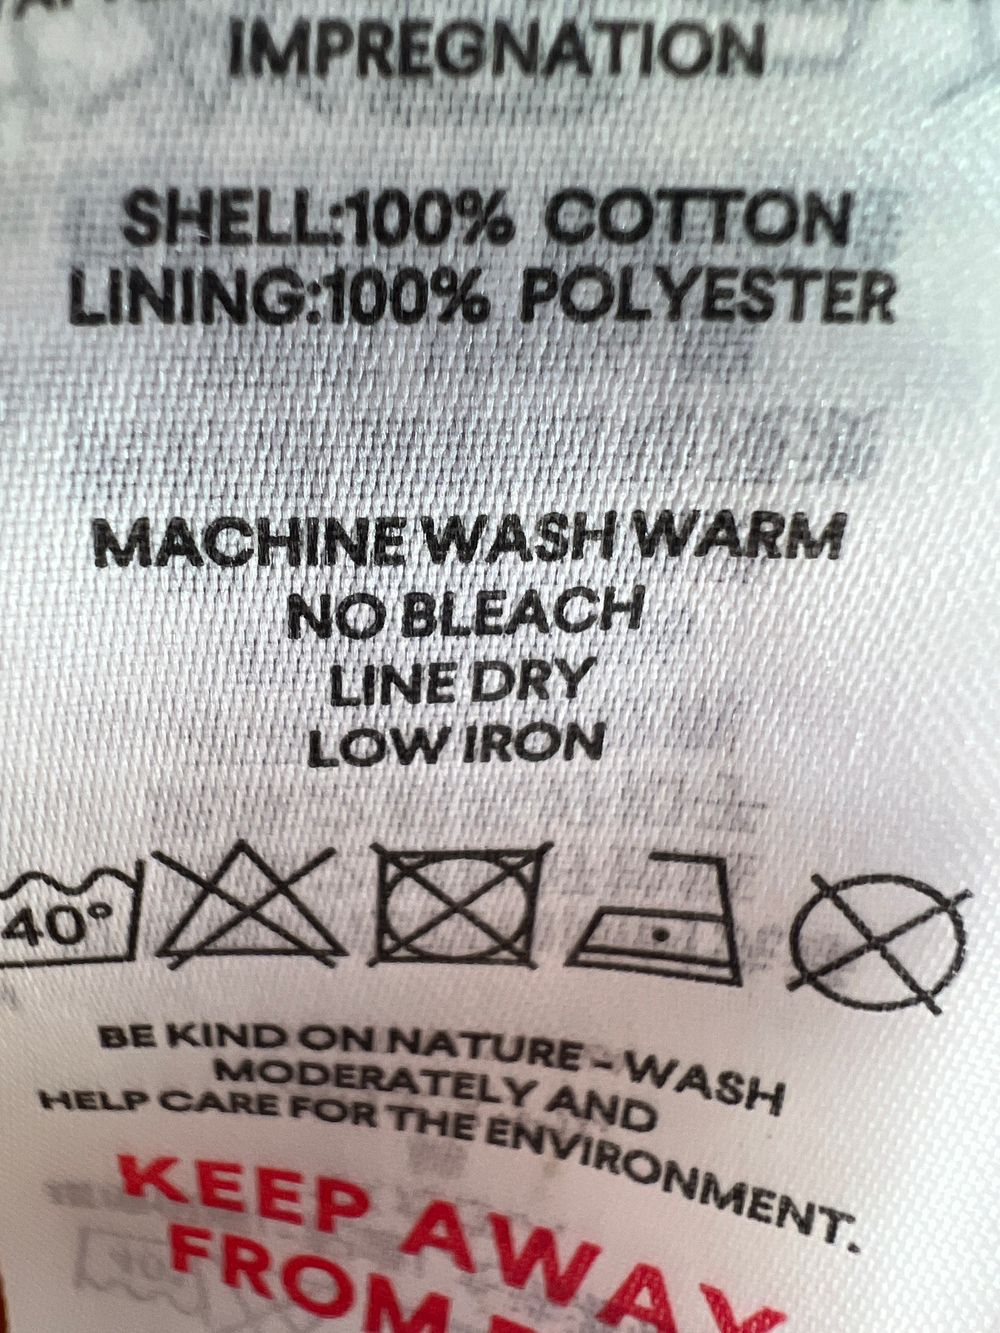 IMPREGNATION
SHELL:100% COTTON
LINING:100% POLYESTER
MACHINE WASH WARM
NO BLEACH
LINE DRY
LOW IRON
40°
BE KIND ON NATURE - WASH
MODERATELY AND
HELP CARE FOR THE ENVIRONMENT.
KEEP AWAY
FROM